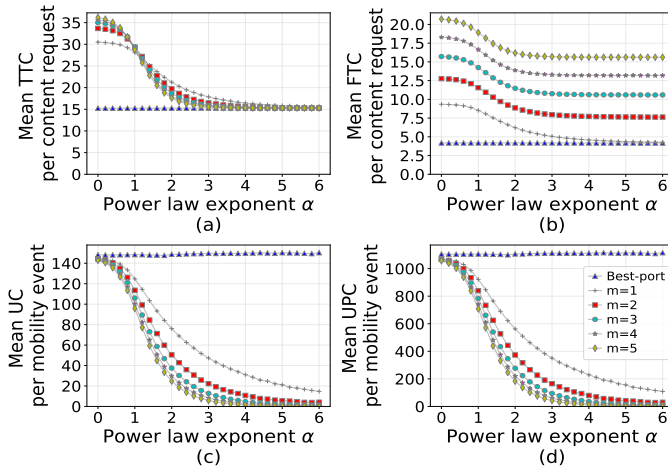 Mean TTC
per content request
35
30
25
20
15
10
5
0
0 1 2 3 4 5 6
Power law exponent α
(a)
Mean FTC
per content request
20.0
17.5
15.0
12.5
10.0
7.5
5.0
2.5
0.0
0 1 2 3 4 5 6
Power law exponent α
(b)
Mean UC
per mobility event
140
120
100
80
60
40
20
0
0 1 2 3 4 5 6
Power law exponent α
(c)
Mean UPC
per mobility event
1000
800
600
400
200
0
Best-port
m=1
m=2
m=3
m=4
m=5
0 1 2 3 4 5 6
Power law exponent α
(d)